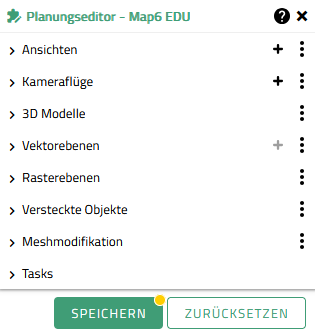 Planungseditor - Map6 EDU
Ansichten
Kameraflüge
3D Modelle
Vektorebenen
Rasterebenen
Versteckte Objekte
Meshmodifikation
Tasks
SPEICHERN ZURÜCKSETZEN